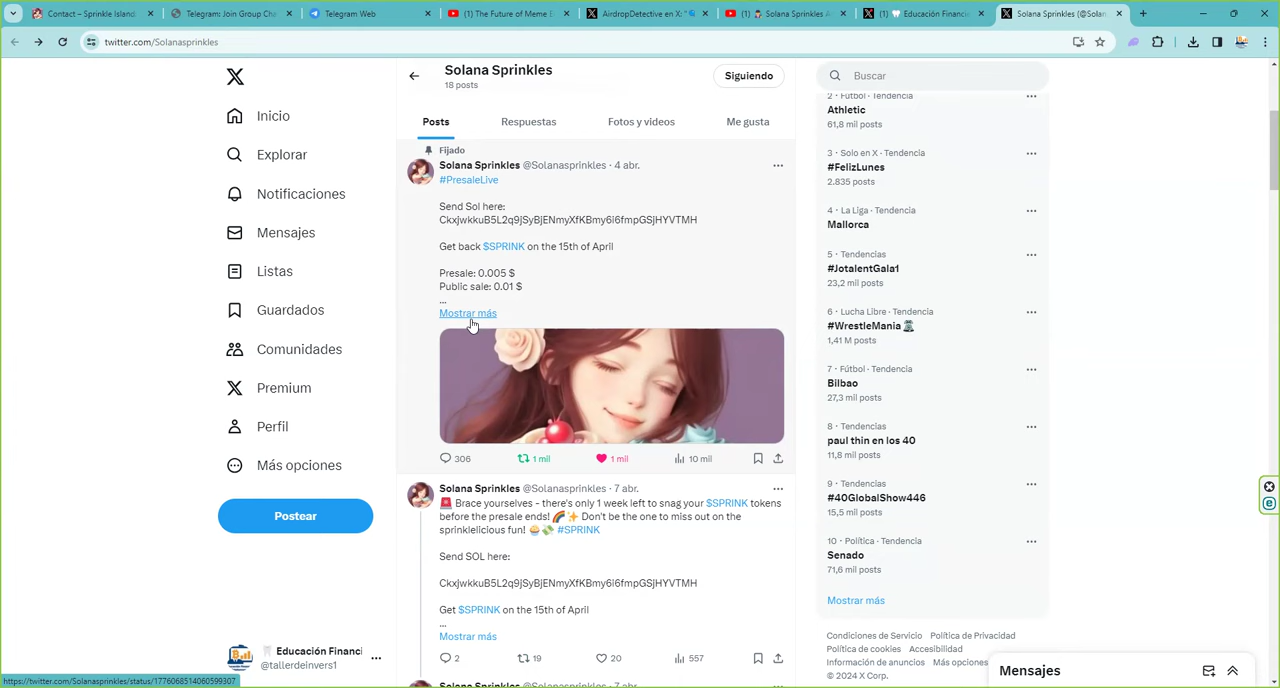 Contact – Sprinkle Island
Telegram: Join Group Cha
Telegram Web
(1) The Future of Meme
AirdropDetective en X: "
(1) Solana Sprinkles A
(1) Educación Financi
Solana Sprinkles (@Solan
twitter.com/Solanasprinkles
Inicio
Explorar
Notificaciones
Mensajes
Listas
Guardados
Comunidades
Premium
Perfil
Más opciones
Postear
Educación Financi
@tallerdeinvers1
https://twitter.com/Solanasprinkles/status/1776068514060599307
Solana Sprinkles
18 posts
Siguiendo
Posts
Respuestas
Fotos y videos
Me gusta
Fijado
Solana Sprinkles @Solanasprinkles · 4 abr.
#PresaleLive
Send Sol here:
CkxjwkkuB5L2q9jSyBjENmyXfKBmy6i6fmpGSjHYVTMH
Get back $SPRINK on the 15th of April
Presale: 0.005 $
Public sale: 0.01 $
...
Mostrar más
306
1 mil
1 mil
10 mil
Solana Sprinkles @Solanasprinkles · 7 abr.
🚨 Brace yourselves - there's only 1 week left to snag your $SPRINK tokens
before the presale ends! 🌈✨ Don't be the one to miss out on the
sprinklelicious fun! 🧁💸 #SPRINK
Send SOL here:
CkxjwkkuB5L2q9jSyBjENmyXfKBmy6i6fmpGSjHYVTMH
Get $SPRINK on the 15th of April
...
Mostrar más
2
19
20
557
Solana Sprinkles @Solanasprinkles · 7 abr.
Buscar
2 · Fútbol · Tendencia
Athletic
61,8 mil posts
3 · Solo en X · Tendencia
#FelizLunes
2.835 posts
4 · La Liga · Tendencia
Mallorca
5 · Tendencias
#JotalentGala1
23,2 mil posts
6 · Lucha Libre · Tendencia
#WrestleMania
1,41 M posts
7 · Fútbol · Tendencia
Bilbao
27,3 mil posts
8 · Tendencias
paul thin en los 40
11,8 mil posts
9 · Tendencias
#40GlobalShow446
15,5 mil posts
10 · Política · Tendencia
Senado
71,6 mil posts
Mostrar más
Condiciones de Servicio Política de Privacidad
Política de cookies Accesibilidad
Información de anuncios Más opciones
© 2024 X Corp.
Mensajes